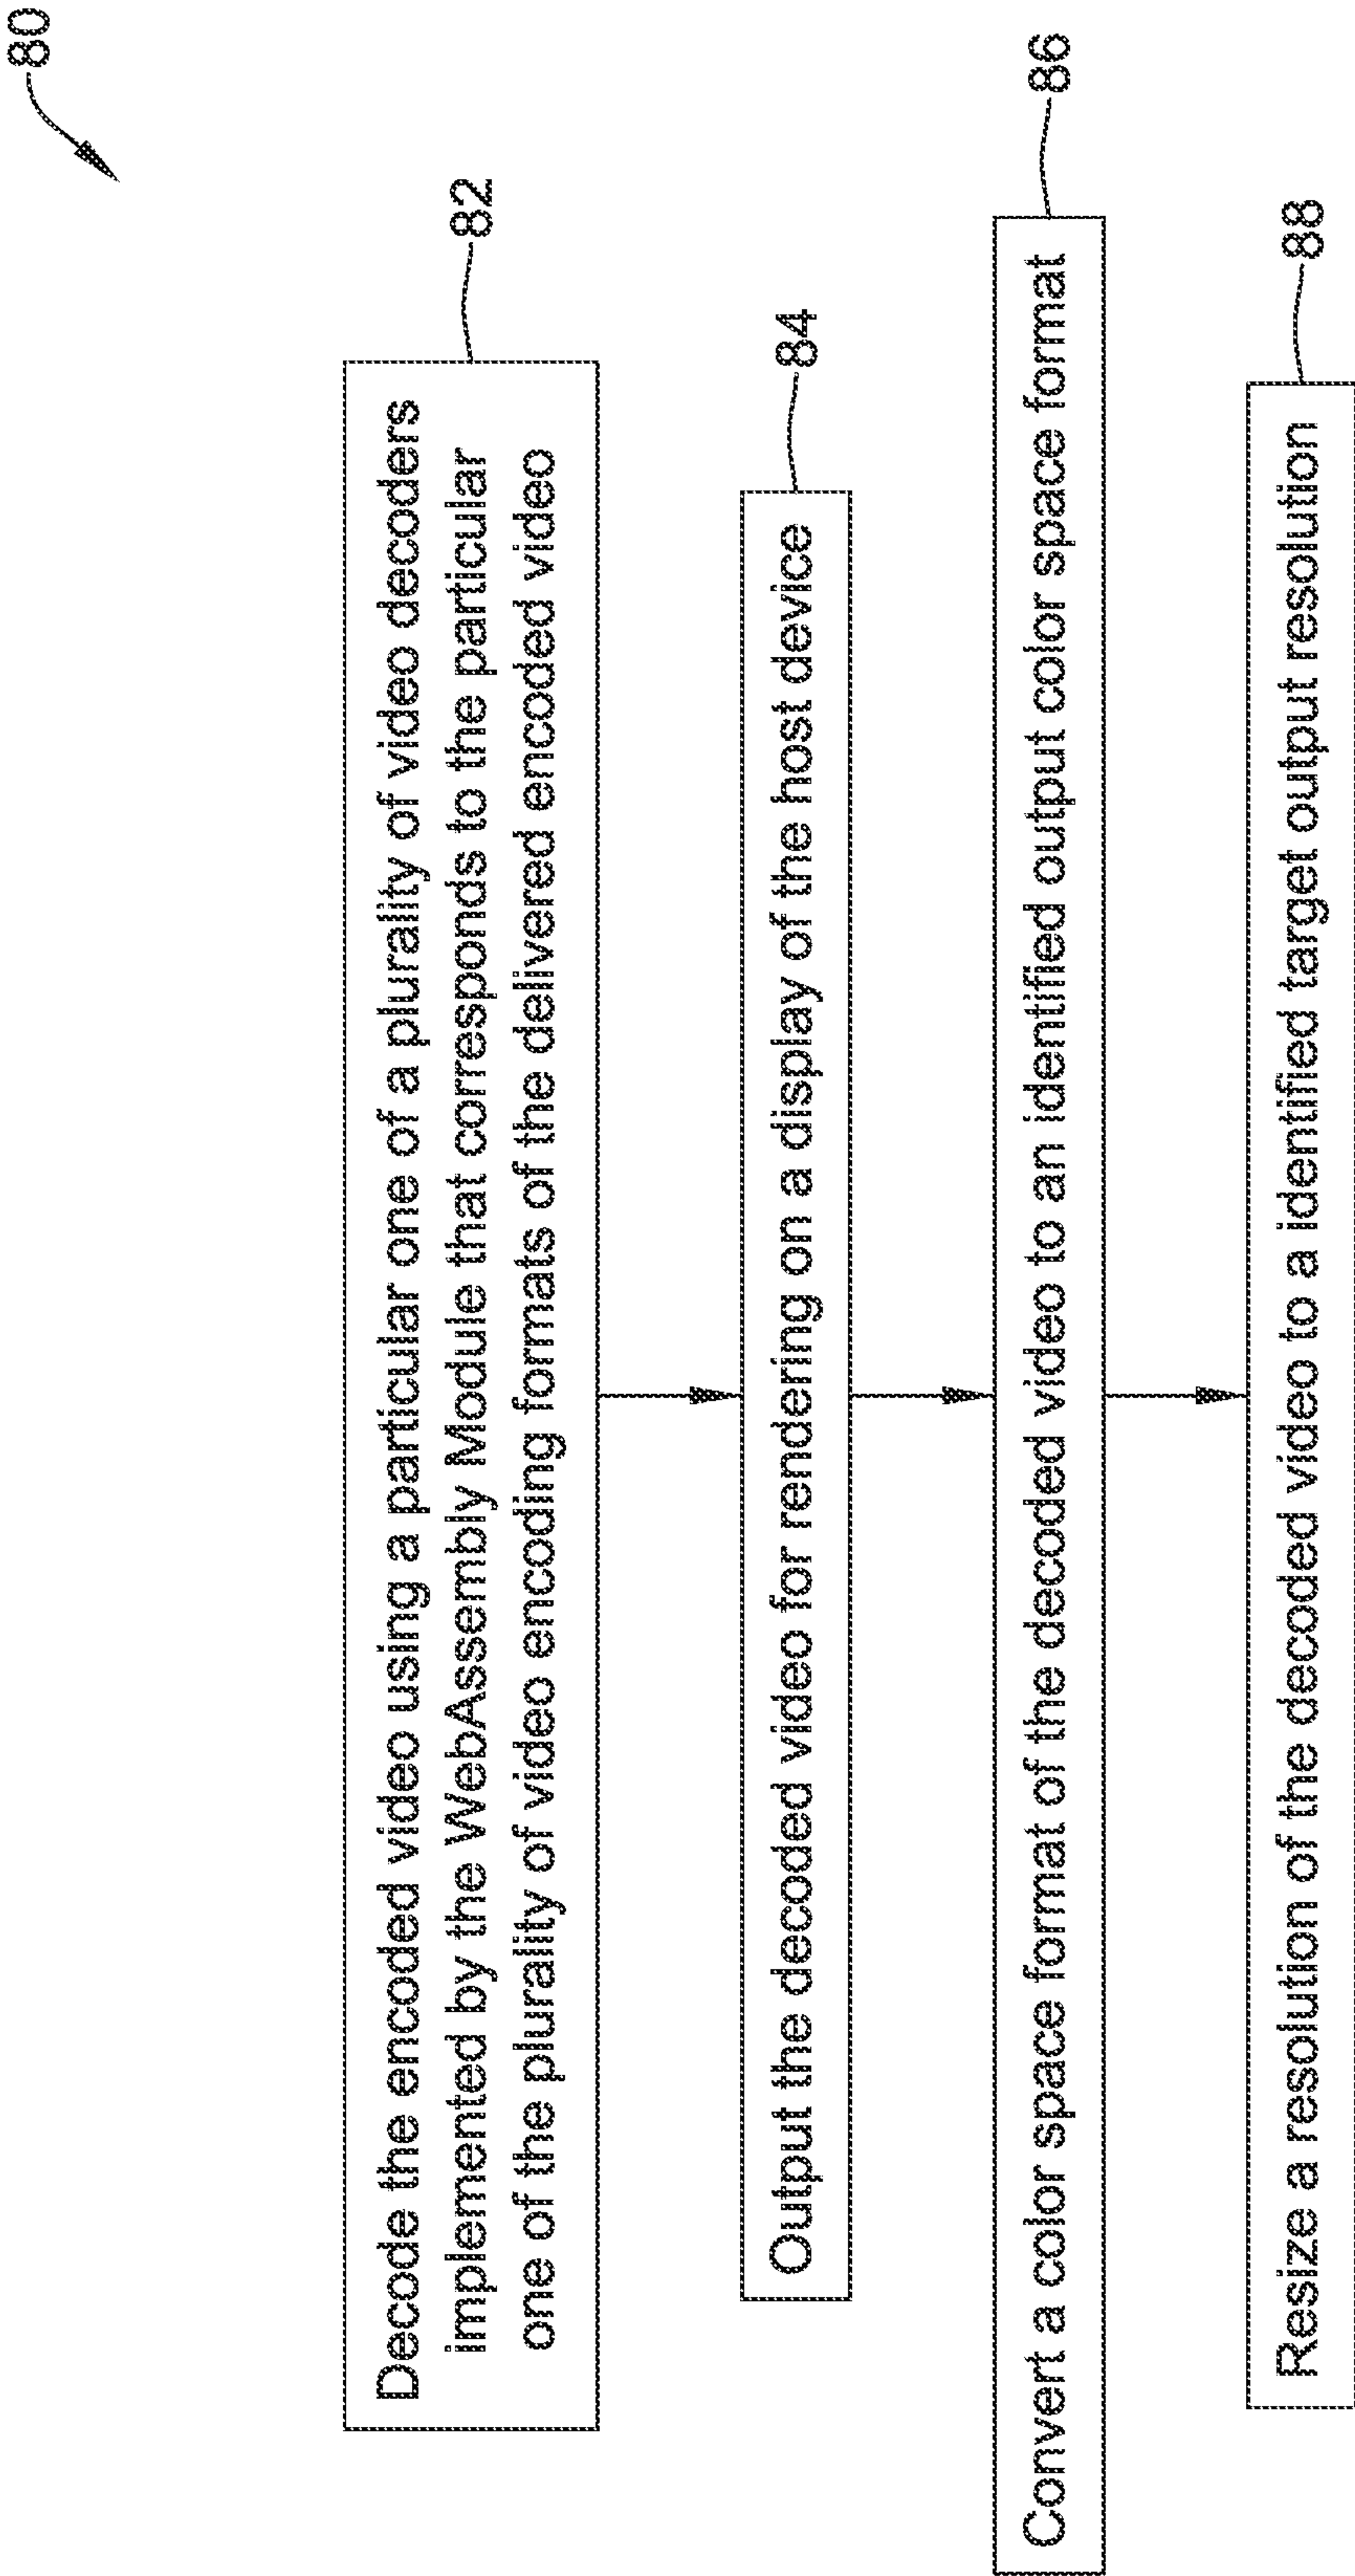 80
Decode the encoded video using a particular one of a plurality of video decoders
implemented by the WebAssembly Module that corresponds to the particular
one of the plurality of video encoding formats of the delivered encoded video
82
Output the decoded video for rendering on a display of the host device
84
Convert a color space format of the decoded video to an identified output color space format
86
Resize a resolution of the decoded video to a identified target output resolution
88